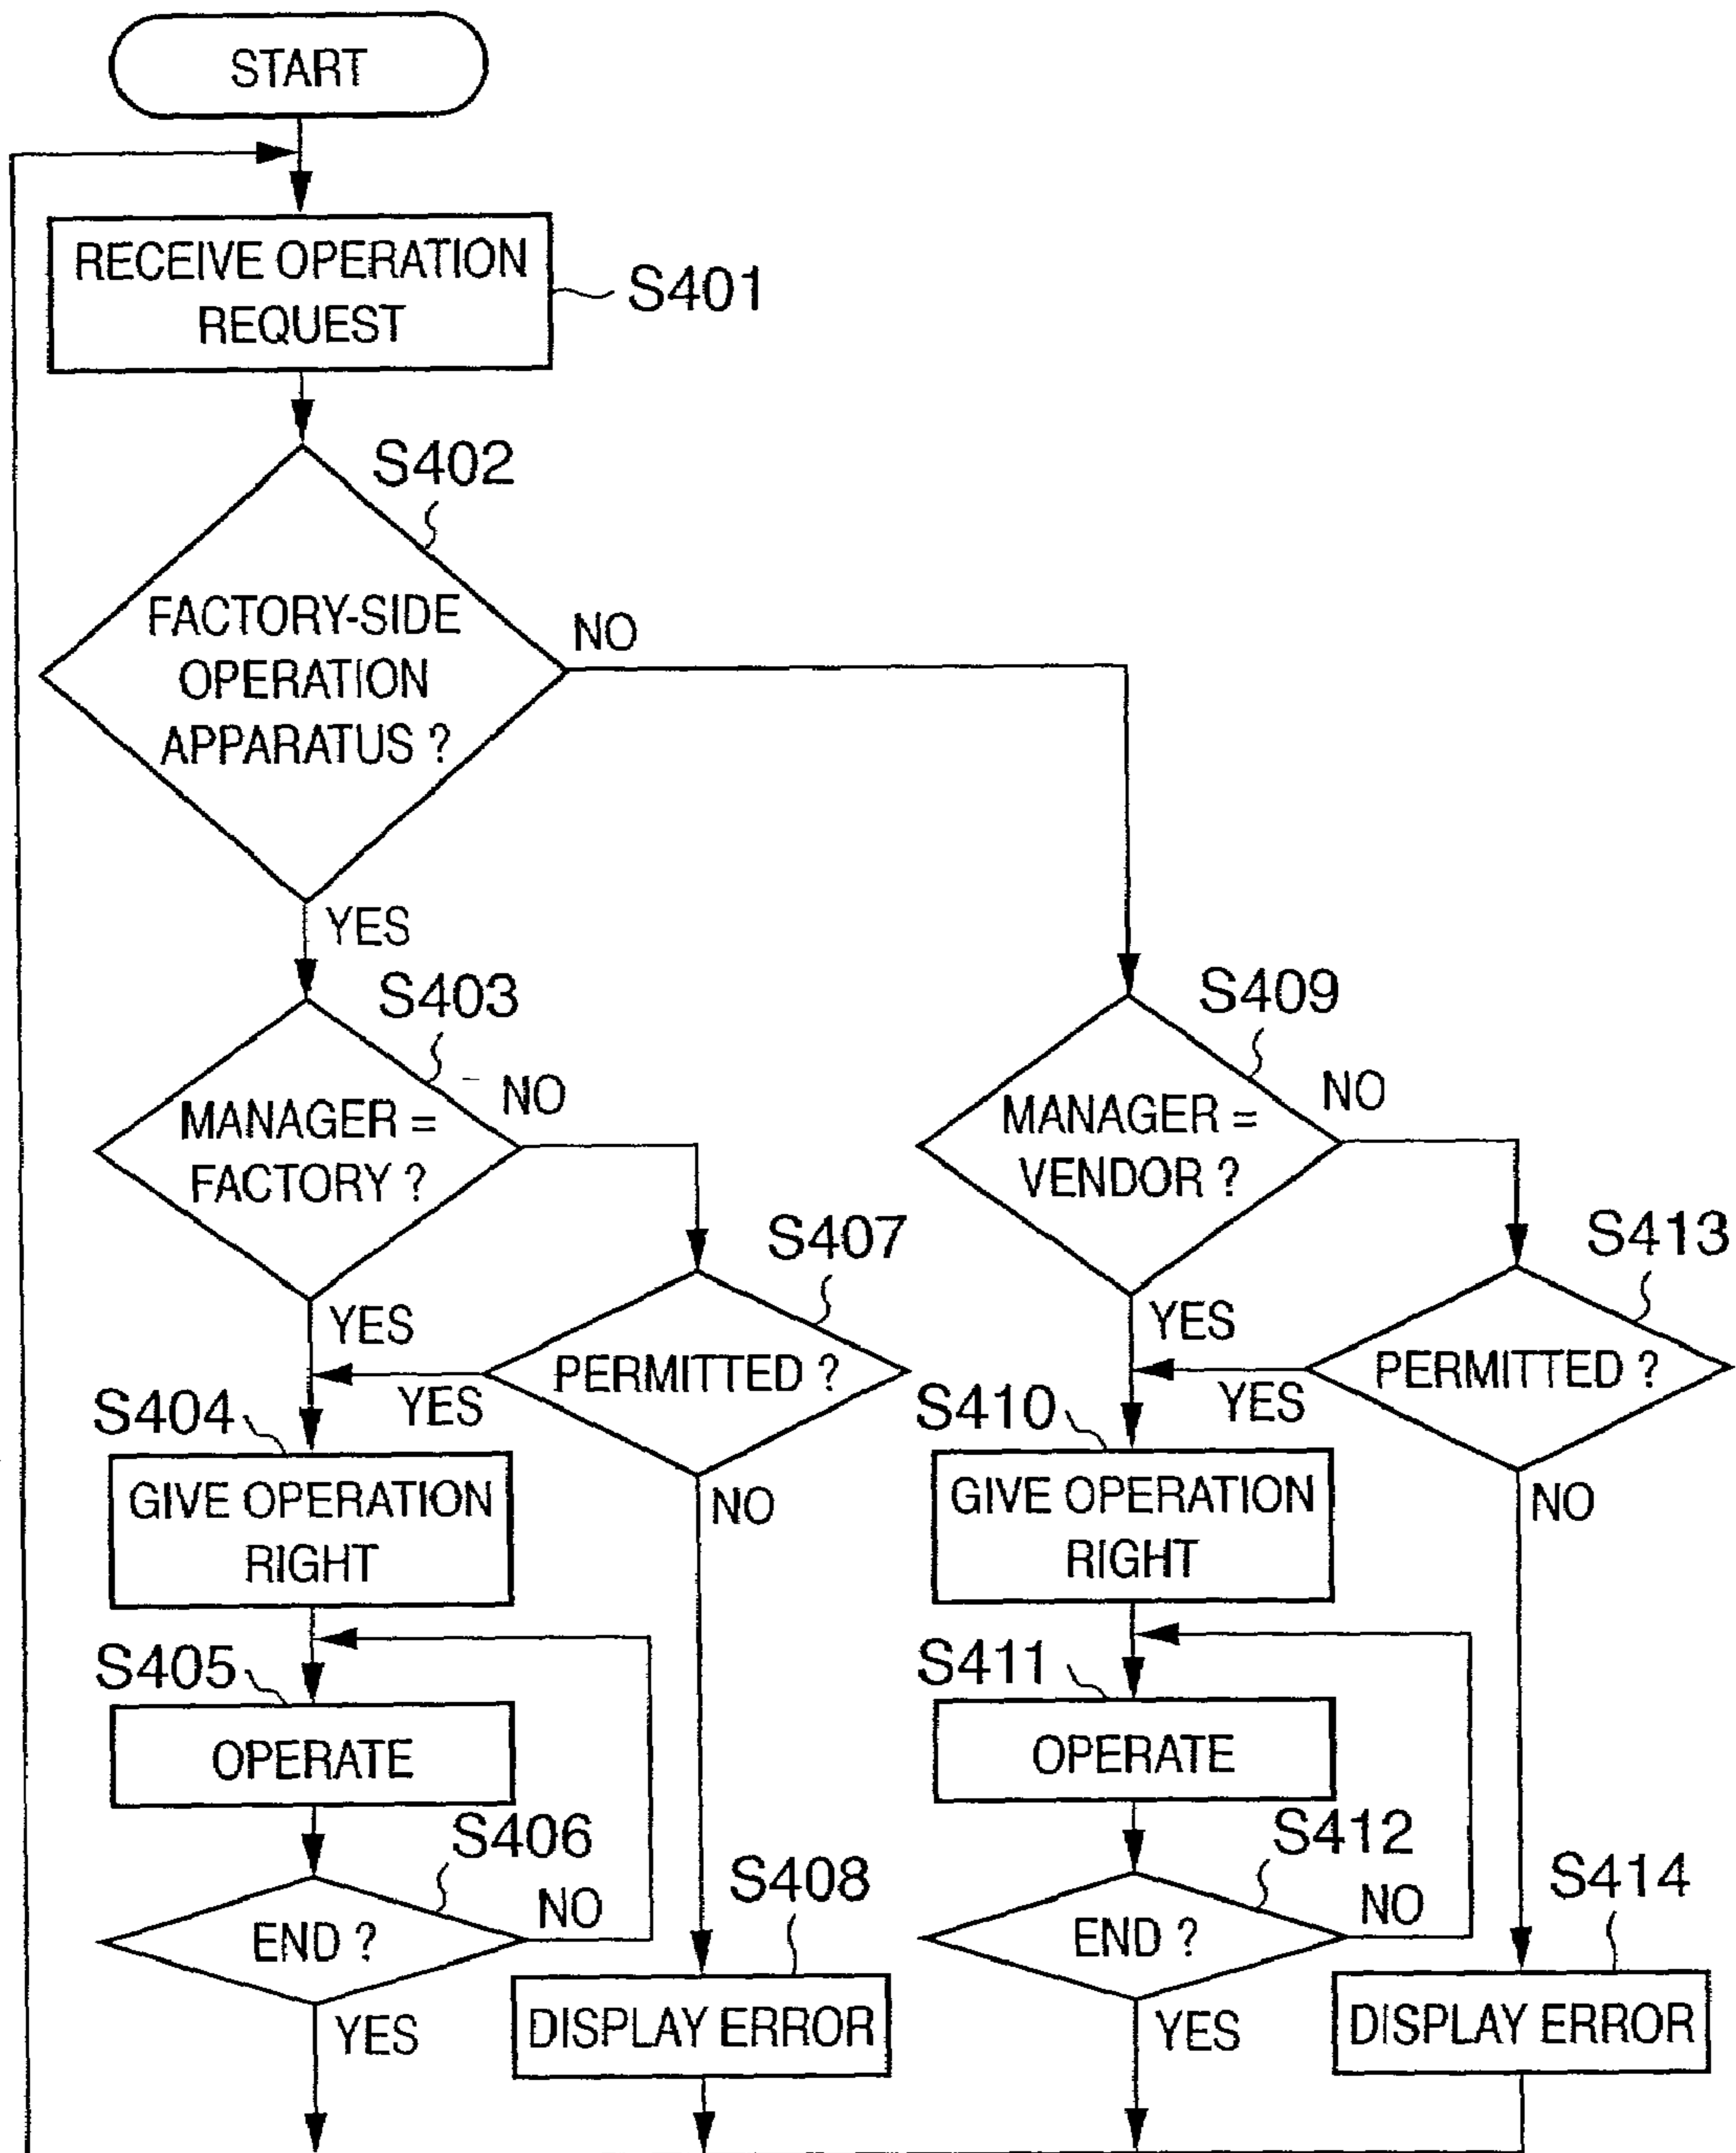 START
RECEIVE OPERATION
REQUEST
S401
S402
FACTORY-SIDE
OPERATION
APPARATUS ?
NO
YES
S403
MANAGER =
FACTORY ?
NO
YES
S407
PERMITTED ?
YES
NO
S404
GIVE OPERATION
RIGHT
S405
OPERATE
S406
END ?
NO
YES
S408
DISPLAY ERROR
S409
MANAGER =
VENDOR ?
NO
YES
S413
PERMITTED ?
YES
NO
S410
GIVE OPERATION
RIGHT
S411
OPERATE
S412
END ?
NO
YES
S414
DISPLAY ERROR